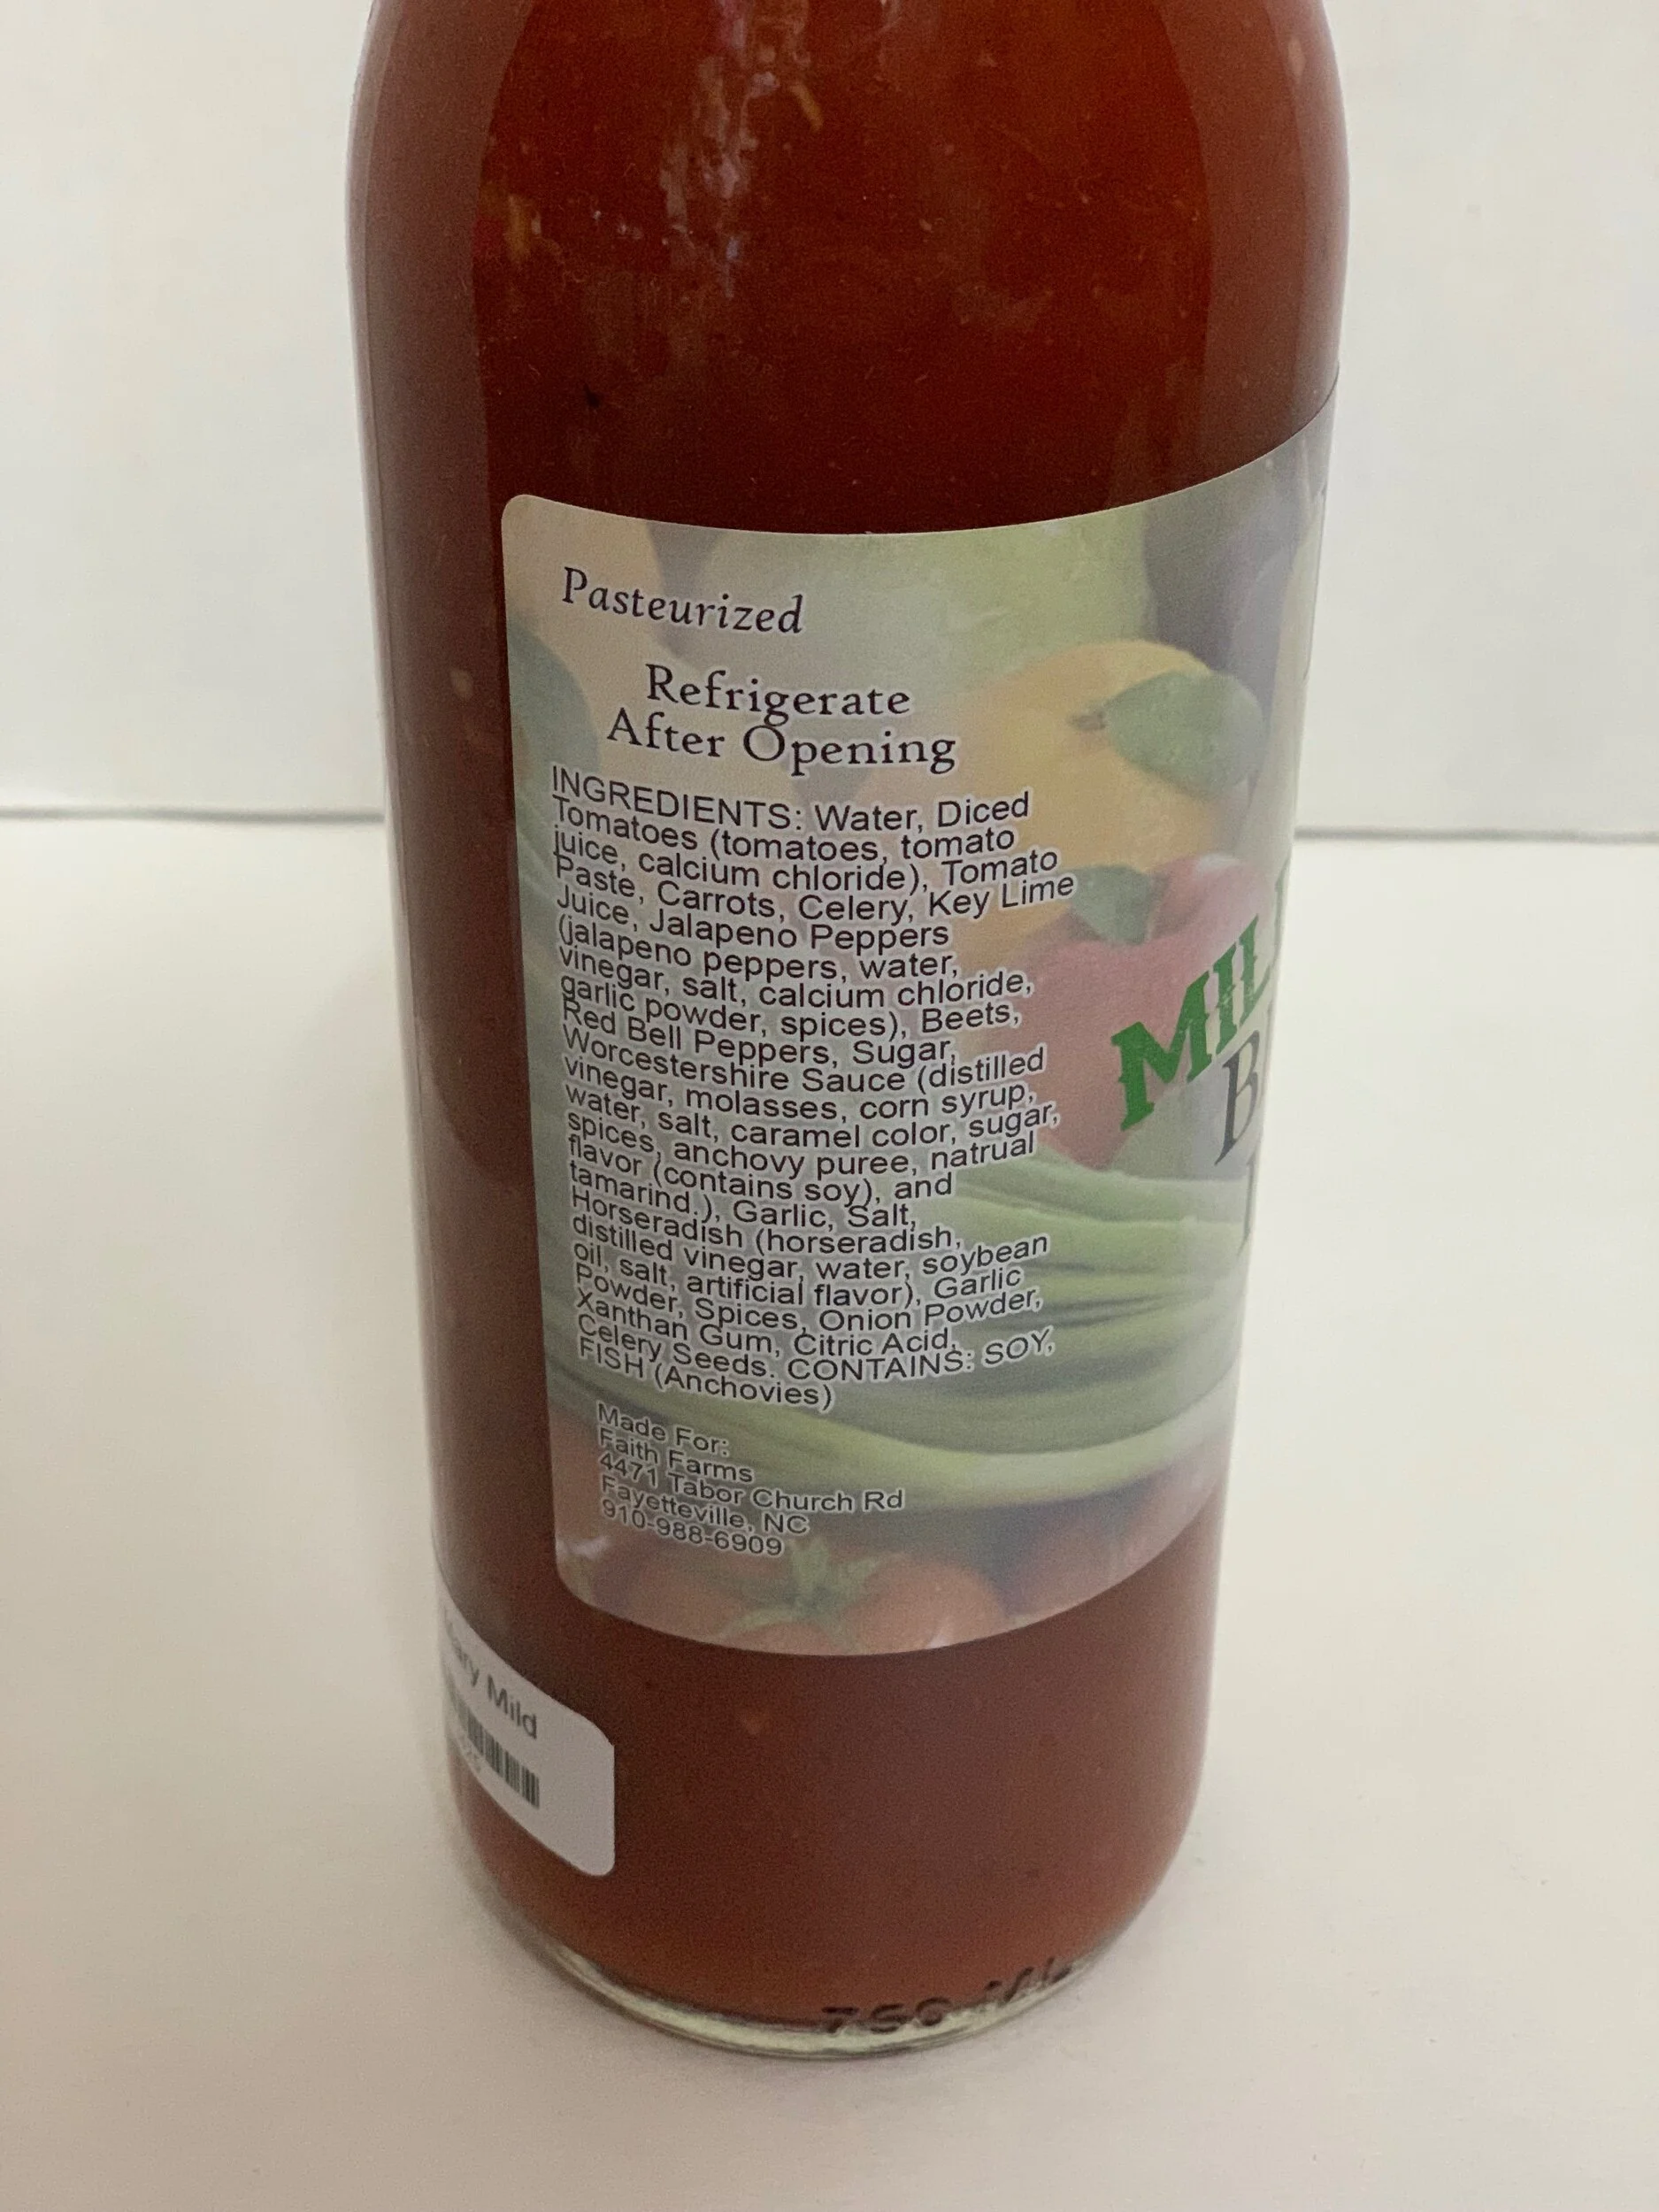 Pasteurized
Refrigerate
After Opening
INGREDIENTS: Water, Diced
Tomatoes (tomatoes, tomato
juice, calcium chloride), Tomato
Paste, Carrots, Celery, Key Lime
Juice, Jalapeno Peppers
(jalapeno peppers, water,
vinegar, salt, calcium chloride,
garlic powder, spices), Beets,
Red Bell Peppers, Sugar,
Worcestershire Sauce (distilled
vinegar, molasses, corn syrup,
water, salt, caramel color, sugar,
spices, anchovy puree, natrual
flavor (contains soy), and
tamarind.), Garlic, Salt,
Horseradish (horseradish,
distilled vinegar, water, soybean
oil, salt, artificial flavor), Garlic
Powder, Spices, Onion Powder,
Xanthan Gum, Citric Acid,
Celery Seeds. CONTAINS: SOY,
FISH (Anchovies)
Made For:
Faith Farms
4471 Tabor Church Rd
Fayetteville, NC
910-988-6909
Mild
750 ML